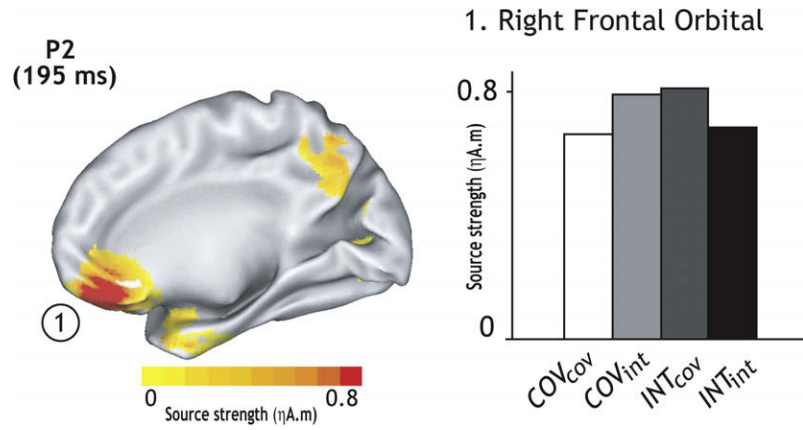 1. Right Frontal Orbital
P2
(195 ms)
1
0 0.8
Source strength (ηA.m)
0.8
0
Source strength (ηA.m)
COVcov
COVint
INTcov
INTint